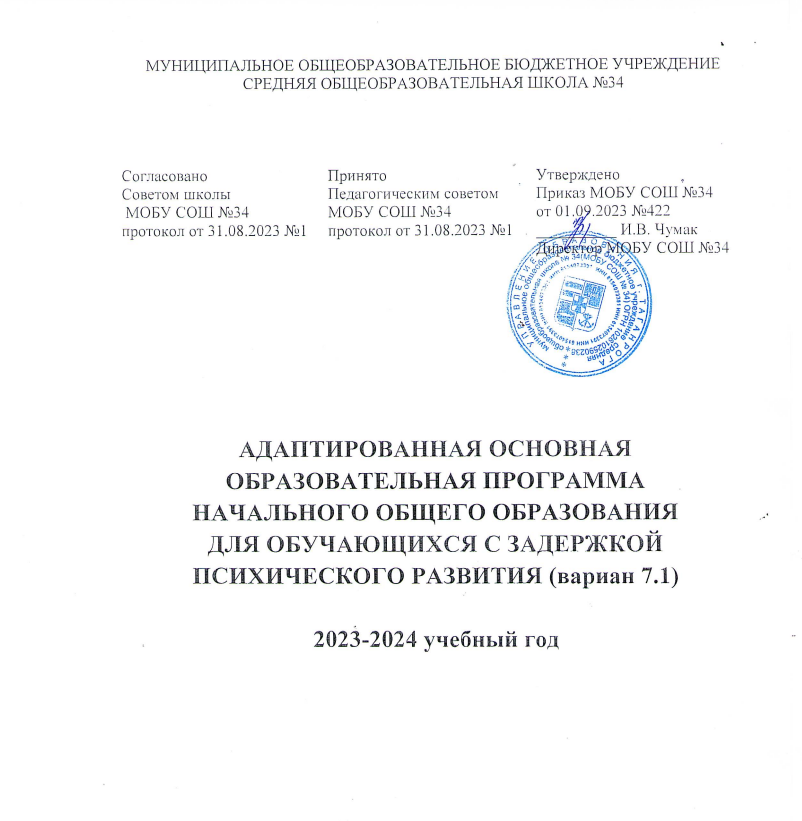 МУНИЦИПАЛЬНОЕ ОБЩЕОБРАЗОВАТЕЛЬНОЕ БЮДЖЕТНОЕ УЧРЕЖДЕНИЕ
СРЕДНЯЯ ОБЩЕОБРАЗОВАТЕЛЬНАЯ ШКОЛА №34
Согласовано
Советом школы
МОБУ СОШ №34
протокол от 31.08.2023 №1
Принято
Педагогическим советом
МОБУ СОШ №34
протокол от 31.08.2023 №1
Утверждено
Приказ МОБУ СОШ №34
от 01.09.2023 №422
И.В. Чумак
Директор МОБУ СОШ №34
УПРАВЛЕНИЕ ОБРАЗОВАНИЯ г. ТАГАНРОГА
АДАПТИРОВАННАЯ ОСНОВНАЯ
ОБРАЗОВАТЕЛЬНАЯ ПРОГРАММА
НАЧАЛЬНОГО ОБЩЕГО ОБРАЗОВАНИЯ
ДЛЯ ОБУЧАЮЩИХСЯ С ЗАДЕРЖКОЙ
ПСИХИЧЕСКОГО РАЗВИТИЯ (вариан 7.1)
2023-2024 учебный год